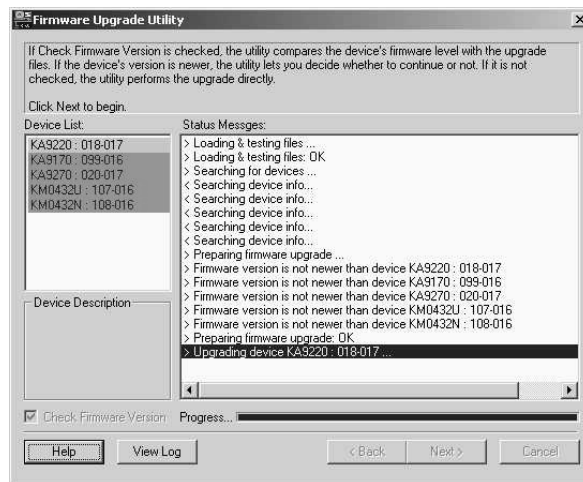 Firmware Upgrade Utility
If Check Firmware Version is checked, the utility compares the device's firmware level with the upgrade
files. If the device's version is newer, the utility lets you decide whether to continue or not. If it is not
checked, the utility performs the upgrade directly.
Click Next to begin.
Device List:
KA9220 : 018-017
KA9170 : 099-016
KA9270 : 020-017
KM0432U : 107-016
KM0432N : 108-016
Device Description
Status Messges:
> Loading & testing files ...
> Loading & testing files: OK
> Searching for devices ...
< Searching device info...
< Searching device info...
< Searching device info...
< Searching device info...
< Searching device info...
> Preparing firmware upgrade ...
> Firmware version is not newer than device KA9220 : 018-017
> Firmware version is not newer than device KA9170 : 099-016
> Firmware version is not newer than device KA9270 : 020-017
> Firmware version is not newer than device KM0432U : 107-016
> Firmware version is not newer than device KM0432N : 108-016
> Preparing firmware upgrade: OK
> Upgrading device KA9220 : 018-017 ...
Check Firmware Version
Progress...
Help
View Log
< Back
Next >
Cancel